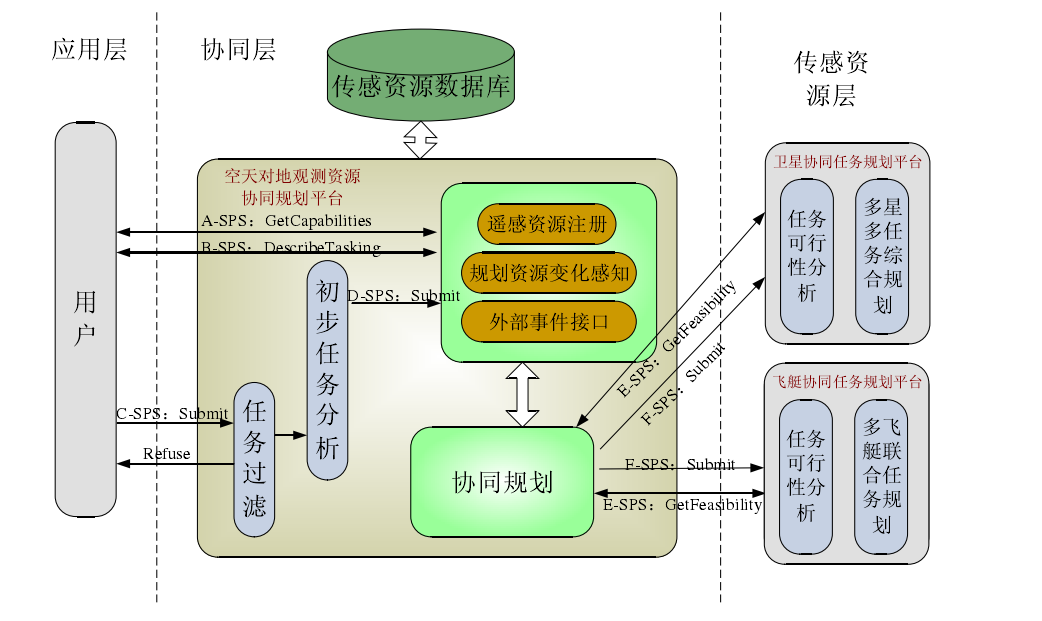 应用层
协同层
传感资
源层
传感资源数据库
空天对地观测资源
协同规划平台
A-SPS：GetCapabilities
B-SPS：DescribeTasking
用
户
初
步
任
务
分
析
D-SPS：Submit
遥感资源注册
规划资源变化感知
外部事件接口
C-SPS：Submit
Refuse
任
务
过
滤
协同规划
E-SPS：GetFeasibility
F-SPS：Submit
F-SPS：Submit
E-SPS：GetFeasibility
卫星协同任务规划平台
任务
可行
性分
析
多星
多任
务综
合规
划
飞艇协同任务规划平台
任务
可行
性分
析
多飞
艇联
合任
务规
划